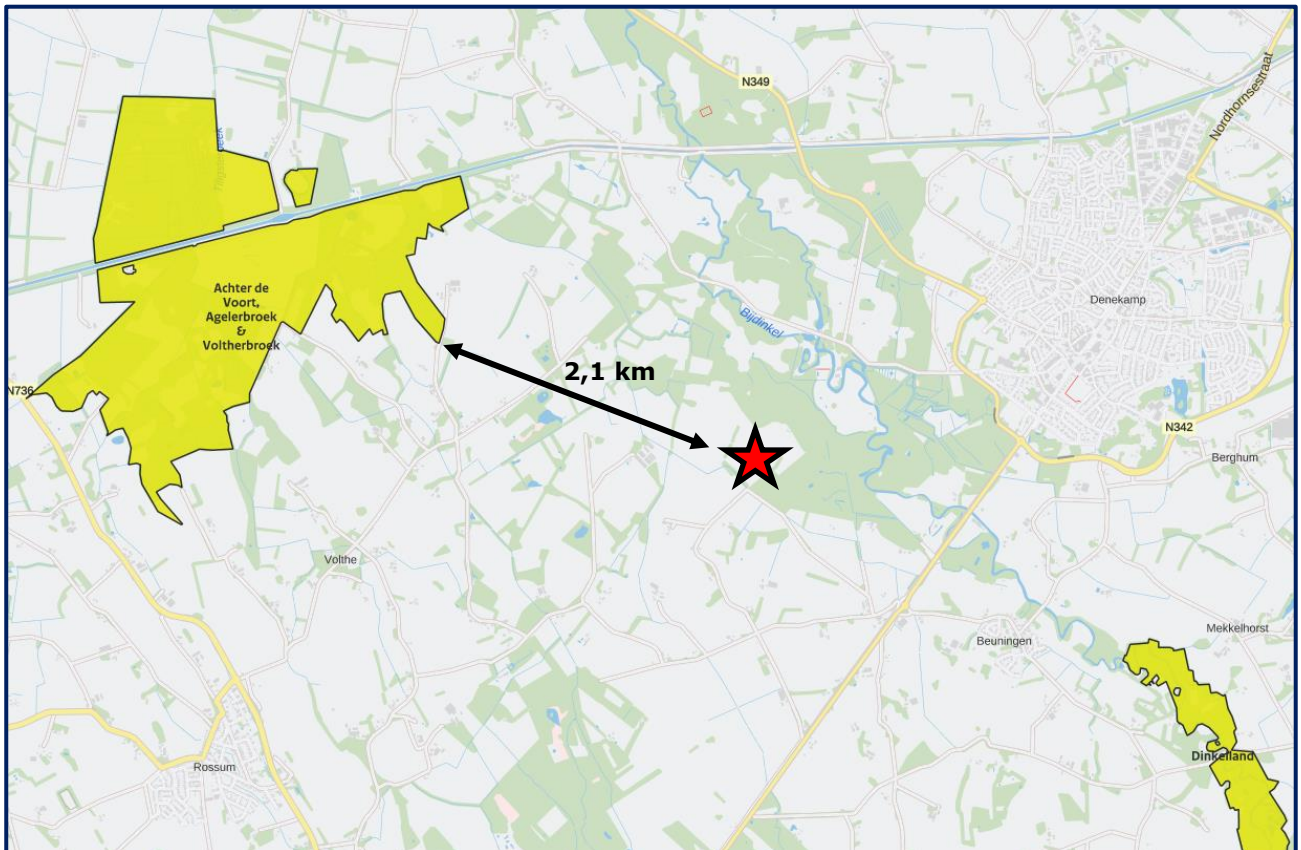 N349
Nordhornsestraat
Achter de
Voort,
Agelerbroek
&
Voltherbroek
Denekamp
Bijdinkel
2,1 km
N736
N342
Berghum
Volthe
Beuningen
Mekkelhorst
Dinkelland
Rossum